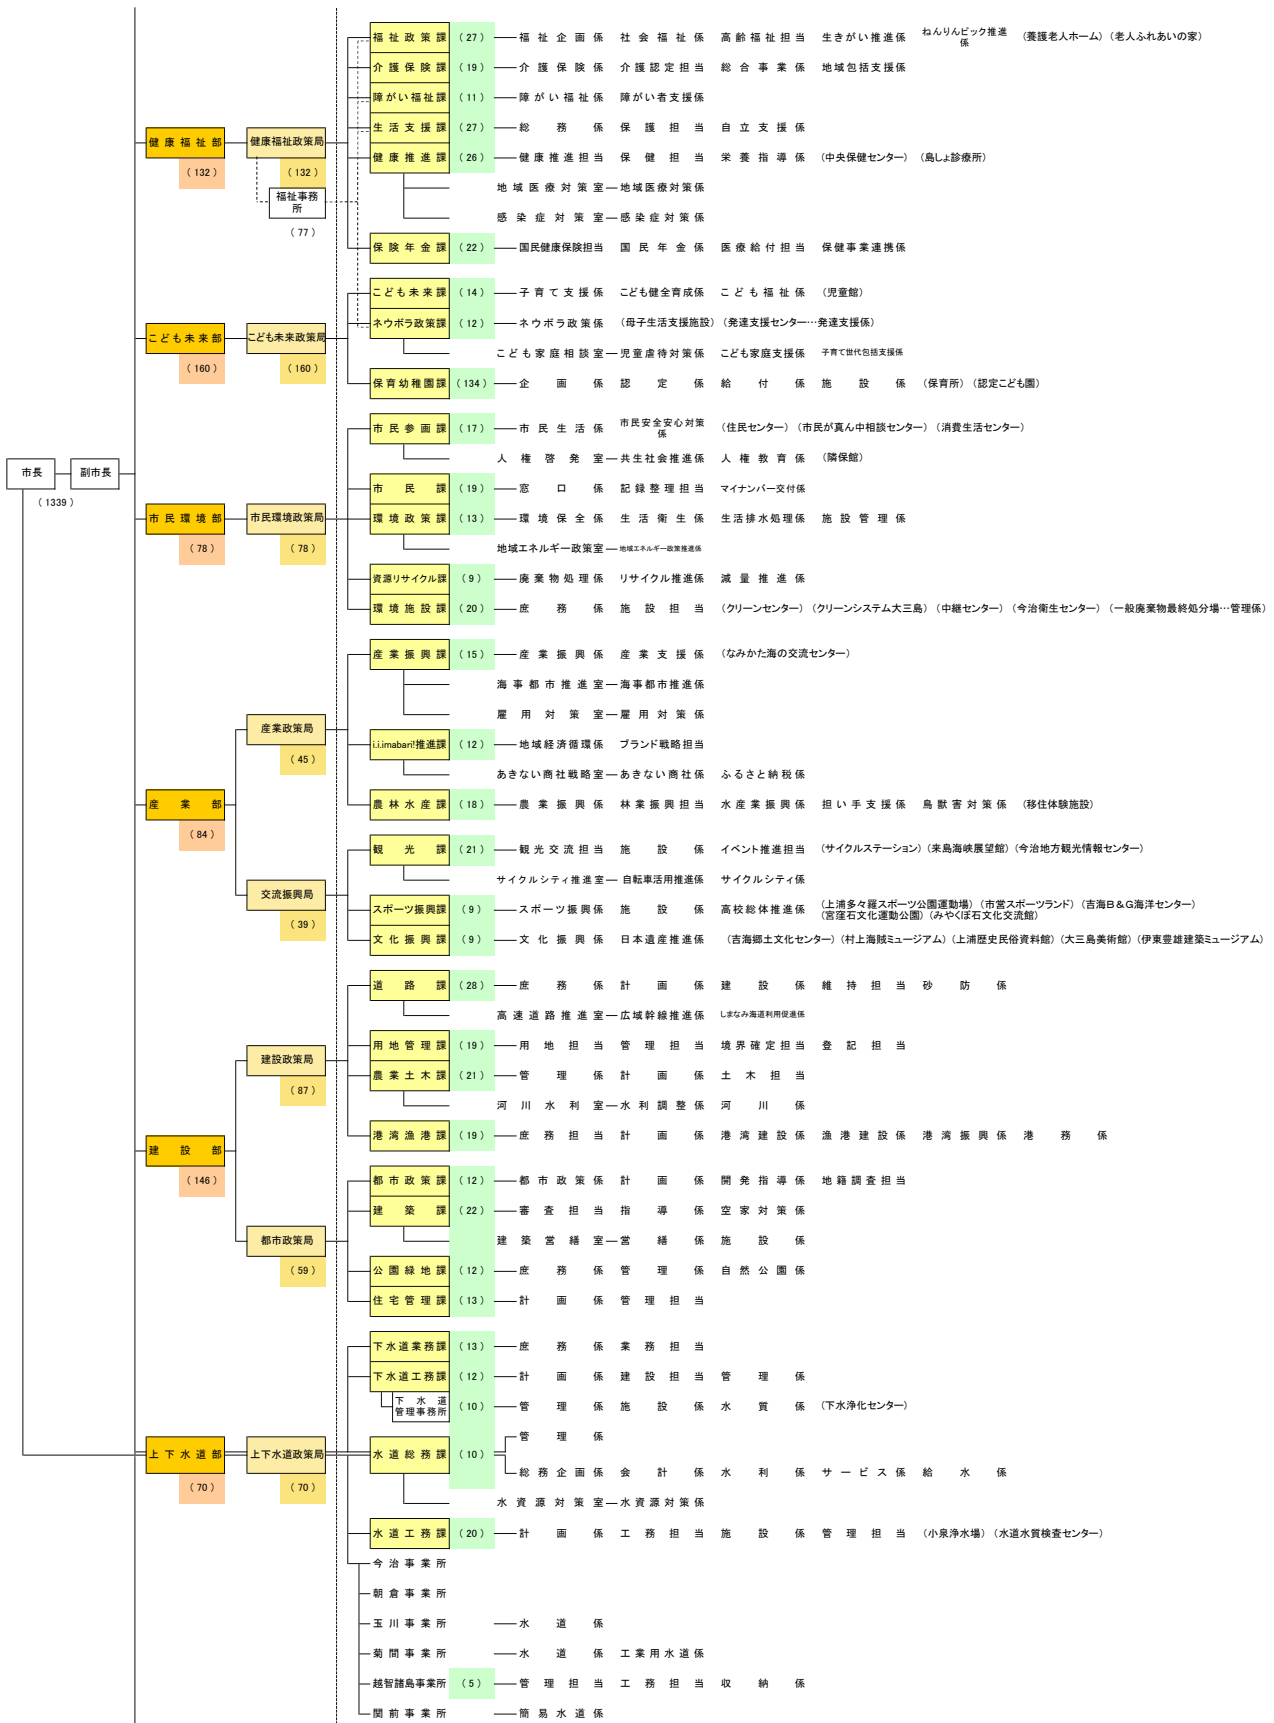 福祉政策課 （27） 福祉企画係 社会福祉係 高齢福祉担当 生きがい推進係 ねんりんピック推進係 （養護老人ホーム）（老人ふれあいの家）
介護保険課 （19） 介護保険係 介護認定担当 総合事業係 地域包括支援係
障がい福祉課 （11） 障がい福祉係 障がい者支援係
生活支援課 （27） 総務係 保護担当 自立支援係
健康福祉部 健康福祉政策局
健康推進課 （26） 健康推進担当 保健担当 栄養指導係 （中央保健センター）（島しょ診療所）
（132） （132）
地域医療対策室 地域医療対策係
福祉事務所
感染症対策室 感染症対策係
（77）
保険年金課 （22） 国民健康保険担当 国民年金係 医療給付担当 保健事業連携係
こども未来課 （14） 子育て支援係 こども健全育成係 こども福祉係 （児童館）
ネウボラ政策課 （12） ネウボラ政策係 （母子生活支援施設）（発達支援センター…発達支援係）
こども未来部 こども未来政策局
こども家庭相談室 児童虐待対策係 こども家庭支援係 子育て世代包括支援係
（160） （160）
保育幼稚園課 （134） 企画係 認定係 給付係 施設係 （保育所）（認定こども園）
市民参画課 （17） 市民生活係 市民安全安心対策係 （住民センター）（市民が真ん中相談センター）（消費生活センター）
人権啓発室 共生社会推進係 人権教育係 （隣保館）
市長 副市長
（1339）
市民課 （19） 窓口係 記録整理担当 マイナンバー交付係
市民環境部 市民環境政策局
環境政策課 （13） 環境保全係 生活衛生係 生活排水処理係 施設管理係
（78） （78）
地域エネルギー政策室 地域エネルギー政策推進係
資源リサイクル課 （9） 廃棄物処理係 リサイクル推進係 減量推進係
環境施設課 （20） 庶務係 施設担当 （クリーンセンター）（クリーンシステム大三島）（中継センター）（今治衛生センター）（一般廃棄物最終処分場…管理係）
産業振興課 （15） 産業振興係 産業支援係 （なみかた海の交流センター）
海事都市推進室 海事都市推進係
雇用対策室 雇用対策係
産業政策局
（45）
i.i.imabari!推進課 （12） 地域経済循環係 ブランド戦略担当
あきない商社戦略室 あきない商社係 ふるさと納税係
産業部
農林水産課 （18） 農業振興係 林業振興担当 水産業振興係 担い手支援係 鳥獣害対策係 （移住体験施設）
（84）
観光課 （21） 観光交流担当 施設係 イベント推進担当 （サイクルステーション）（来島海峡展望館）（今治地方観光情報センター）
サイクルシティ推進室 自転車活用推進係 サイクルシティ係
交流振興局
（39）
スポーツ振興課 （9） スポーツ振興係 施設係 高校総体推進係 （上浦多々羅スポーツ公園運動場）（市営スポーツランド）（吉海B＆G海洋センター）
（宮窪石文化運動公園）（みやくぼ石文化交流館）
文化振興課 （9） 文化振興係 日本遺産推進係 （吉海郷土文化センター）（村上海賊ミュージアム）（上浦歴史民俗資料館）（大三島美術館）（伊東豊雄建築ミュージアム）
道路課 （28） 庶務係 計画係 建設係 維持担当 砂防係
高速道路推進室 広域幹線推進係 しまなみ海道利用促進係
用地管理課 （19） 用地担当 管理担当 境界確定担当 登記担当
建設政策局
農業土木課 （21） 管理係 計画係 土木担当
（87）
河川水利室 水利調整係 河川係
港湾漁港課 （19） 庶務担当 計画係 港湾建設係 漁港建設係 港湾振興係 港務係
建設部
（146）
都市政策課 （12） 都市政策係 計画係 開発指導係 地籍調査担当
建築課 （22） 審査担当 指導係 空家対策係
都市政策局
建築営繕室 営繕係 施設係
（59）
公園緑地課 （12） 庶務係 管理係 自然公園係
住宅管理課 （13） 計画係 管理担当
下水道業務課 （13） 庶務係 業務担当
下水道工務課 （12） 計画係 建設担当 管理係
下水道管理事務所 （10） 管理係 施設係 水質係 （下水浄化センター）
管理係
上下水道部 上下水道政策局 水道総務課 （10）
総務企画係 会計係 水利係 サービス係 給水係
（70） （70）
水資源対策室 水資源対策係
水道工務課 （20） 計画係 工務担当 施設係 管理担当 （小泉浄水場）（水道水質検査センター）
今治事業所
朝倉事業所
玉川事業所 水道係
菊間事業所 水道係 工業用水道係
越智諸島事業所 （5） 管理担当 工務担当 収納係
関前事業所 簡易水道係